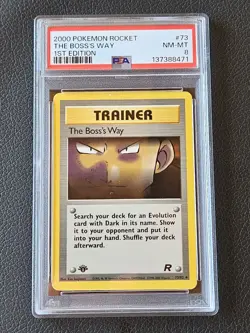 2000 POKEMON ROCKET #73
THE BOSS'S WAY NM-MT
1ST EDITION 8
PSA 137388471
TRAINER
The Boss's Way
Search your deck for an Evolution
card with Dark in its name. Show
it to your opponent and put it
into your hand. Shuffle your deck
afterward.